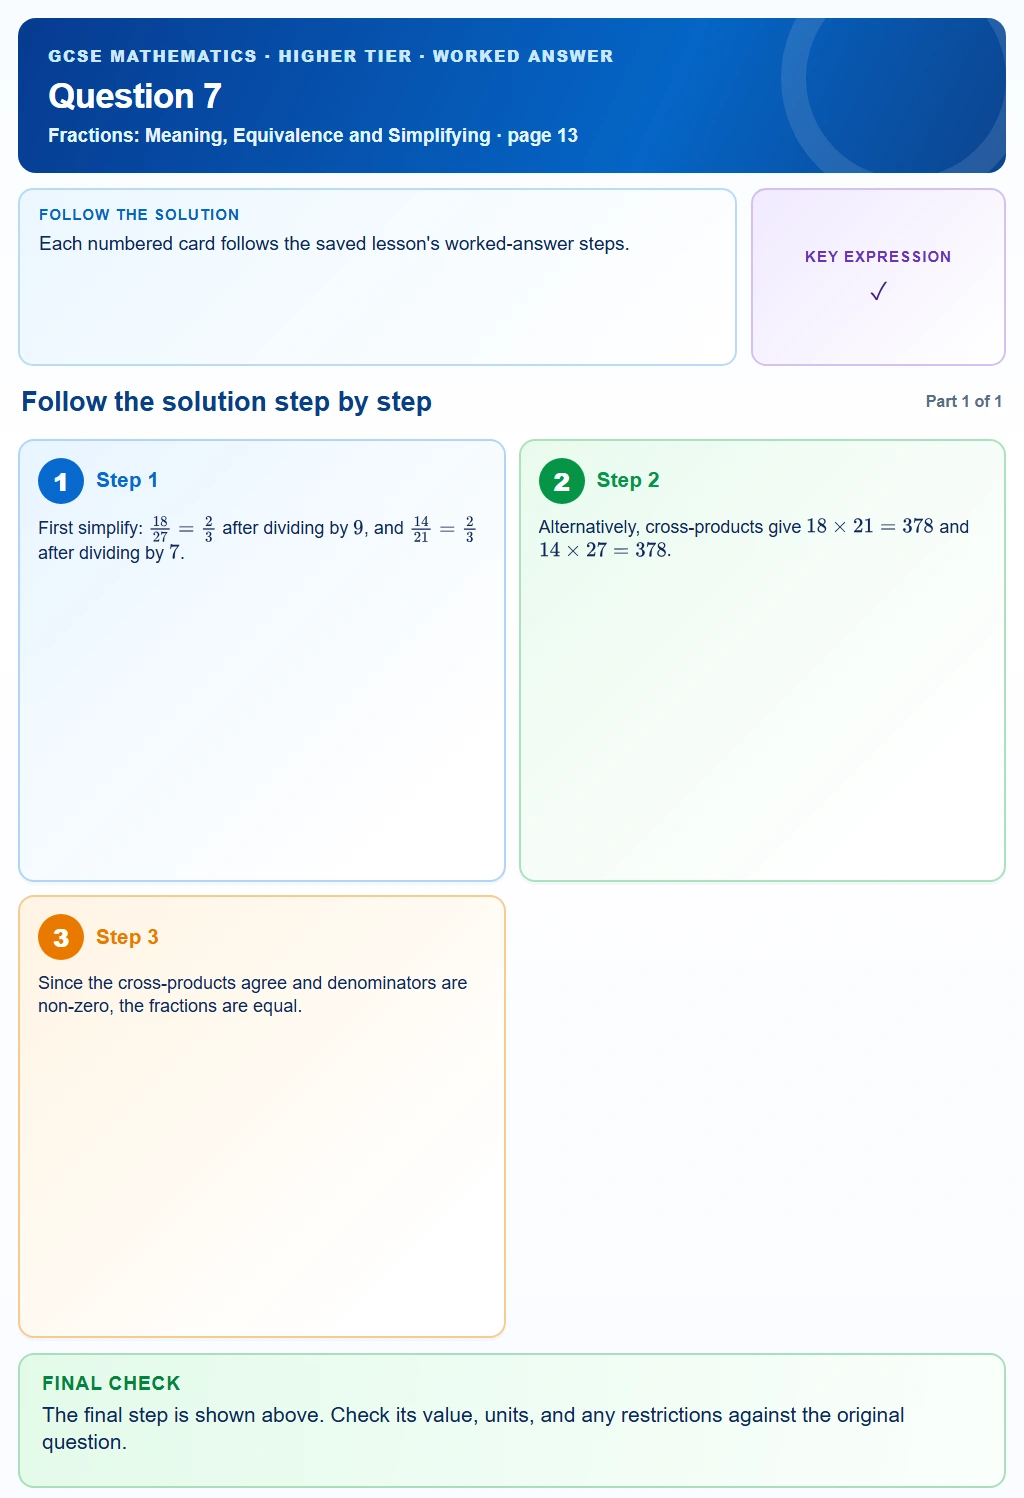 GCSE MATHEMATICS · HIGHER TIER · WORKED ANSWER
Question 7
Fractions: Meaning, Equivalence and Simplifying · page 13
FOLLOW THE SOLUTION
Each numbered card follows the saved lesson's worked-answer steps.
KEY EXPRESSION
✓
Follow the solution step by step
Part 1 of 1
1 Step 1
First simplify: 18/27 = 2/3 after dividing by 9, and 14/21 = 2/3
after dividing by 7.
2 Step 2
Alternatively, cross-products give 18 × 21 = 378 and
14 × 27 = 378.
3 Step 3
Since the cross-products agree and denominators are
non-zero, the fractions are equal.
FINAL CHECK
The final step is shown above. Check its value, units, and any restrictions against the original
question.